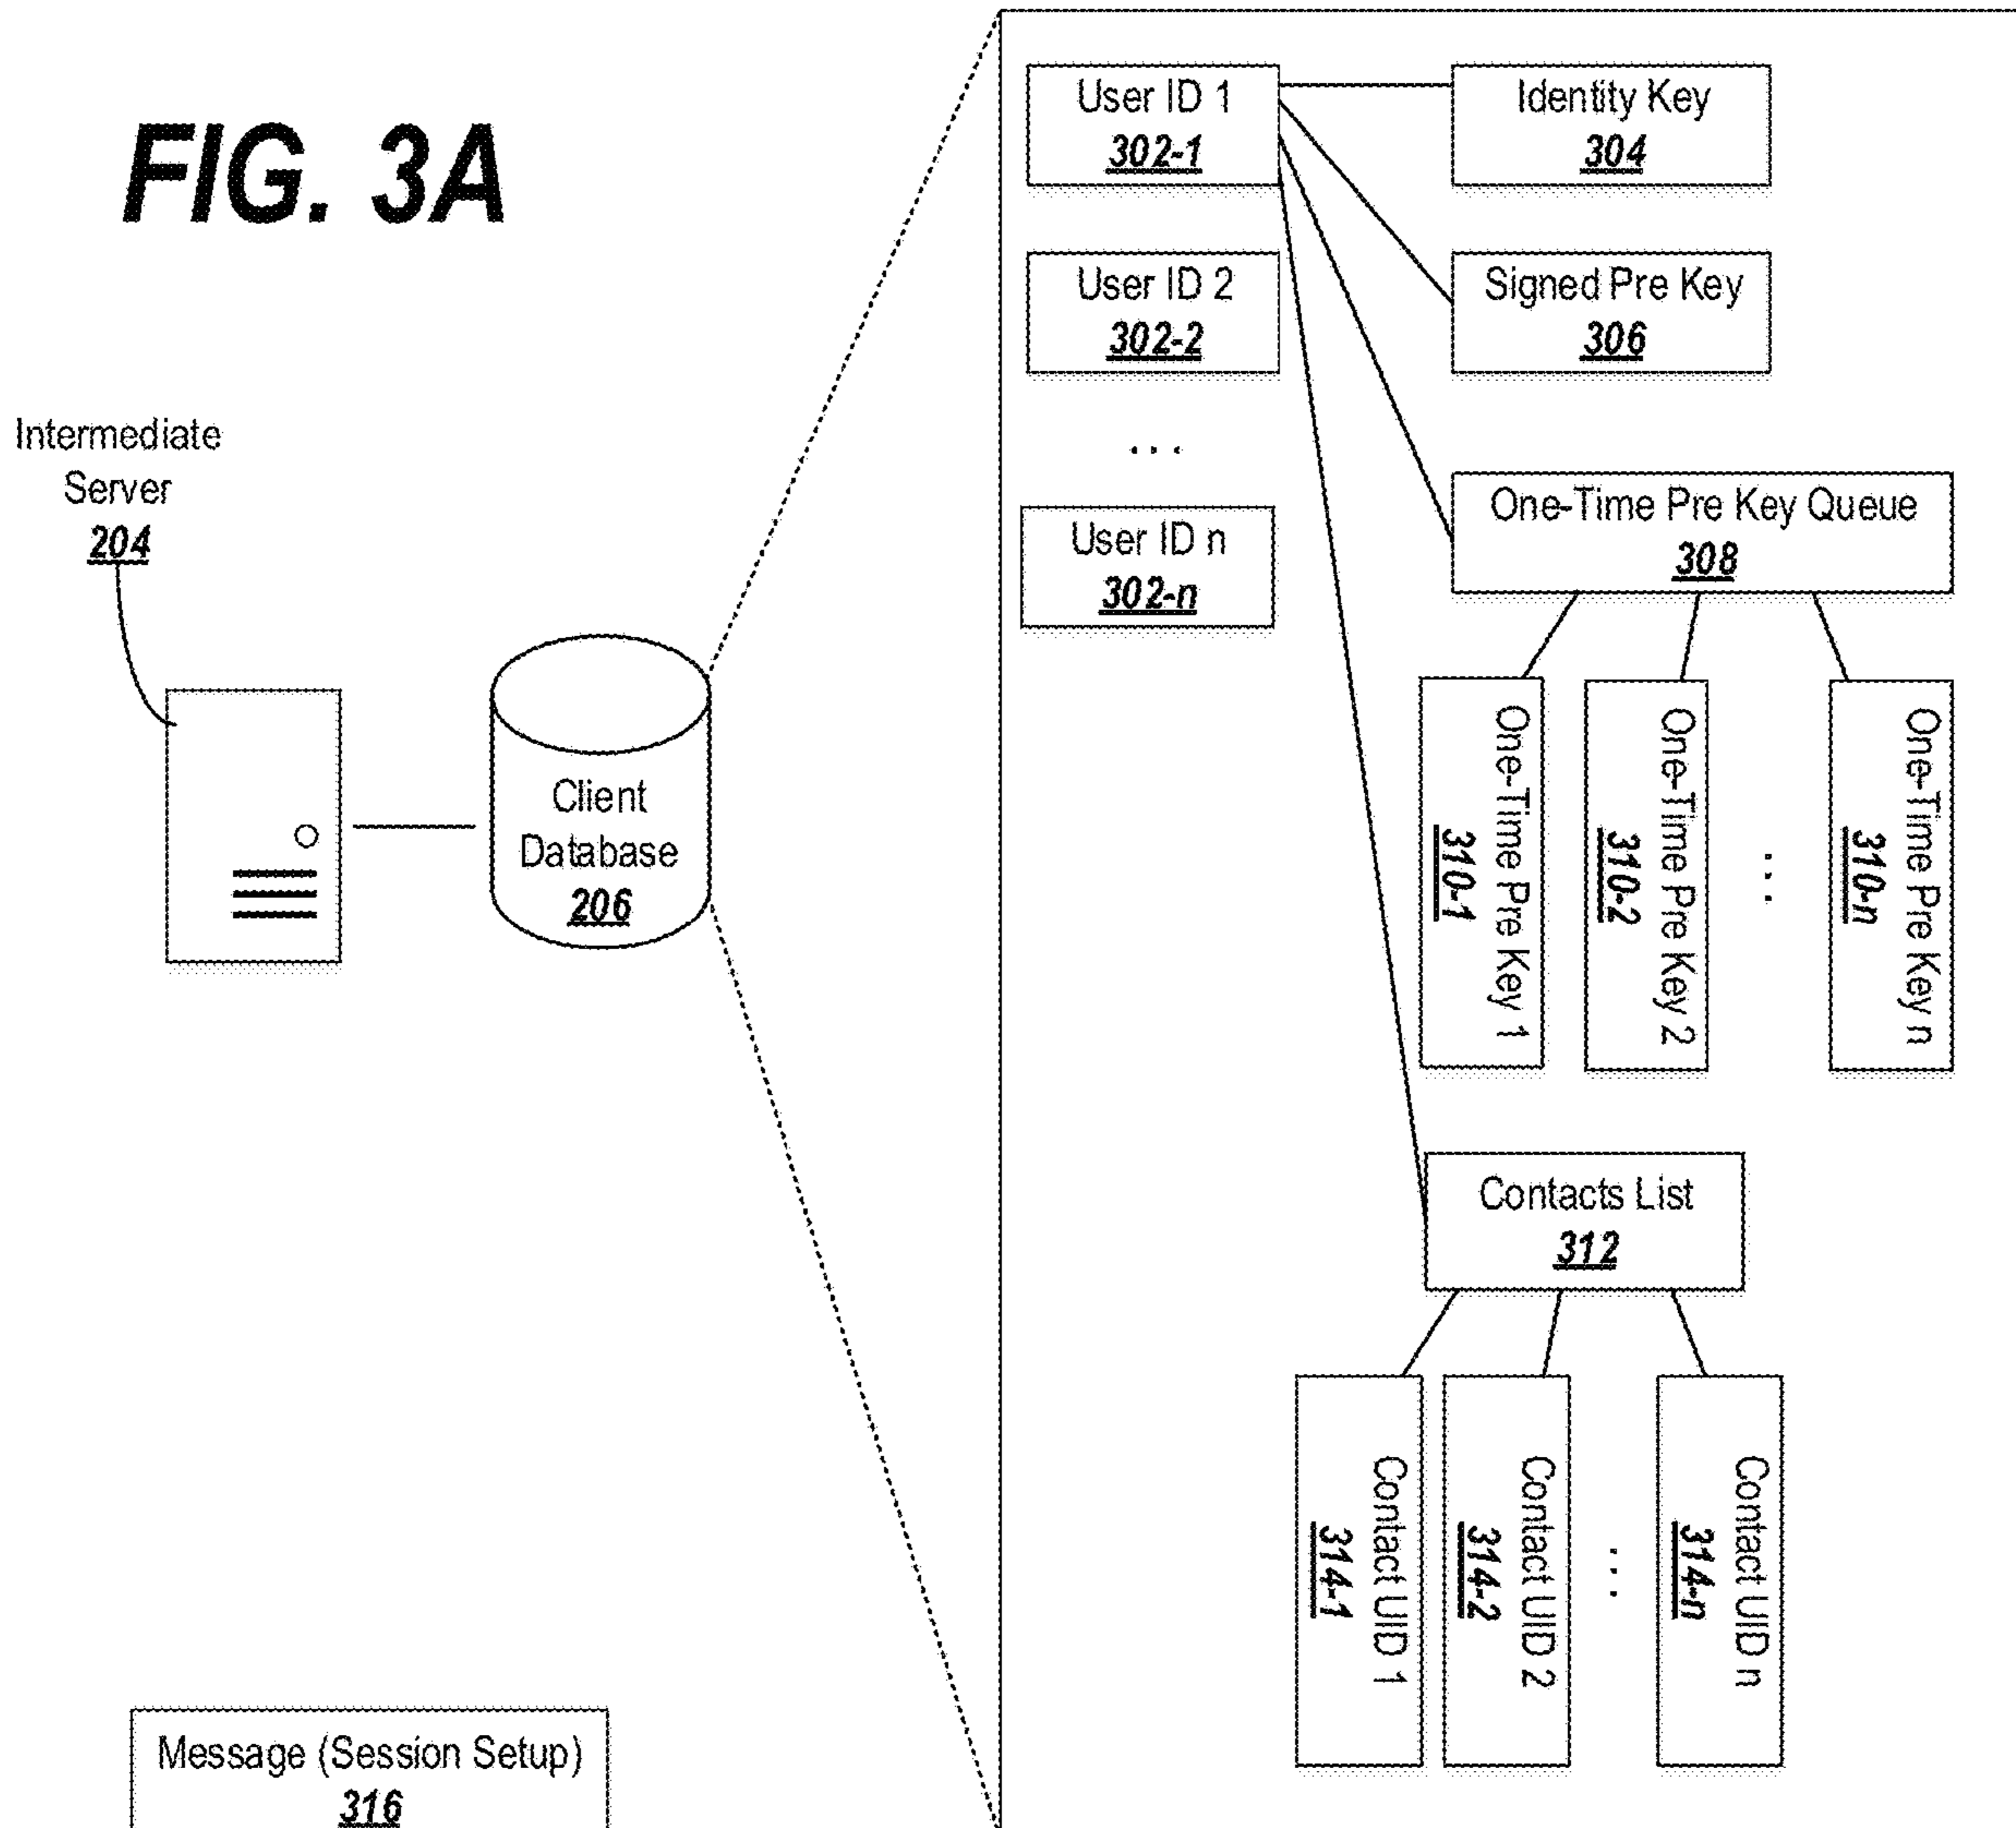 FIG. 3A
User ID 1
302-1
Identity Key
304
User ID 2
302-2
Signed Pre Key
306
...
Intermediate
Server
204
User ID n
302-n
One-Time Pre Key Queue
308
One-Time Pre Key 1
310-1
One-Time Pre Key 2
310-2
...
One-Time Pre Key n
310-n
Client
Database
206
Contacts List
312
Contact UID 1
314-1
Contact UID 2
314-2
...
Contact UID n
314-n
Message (Session Setup)
316